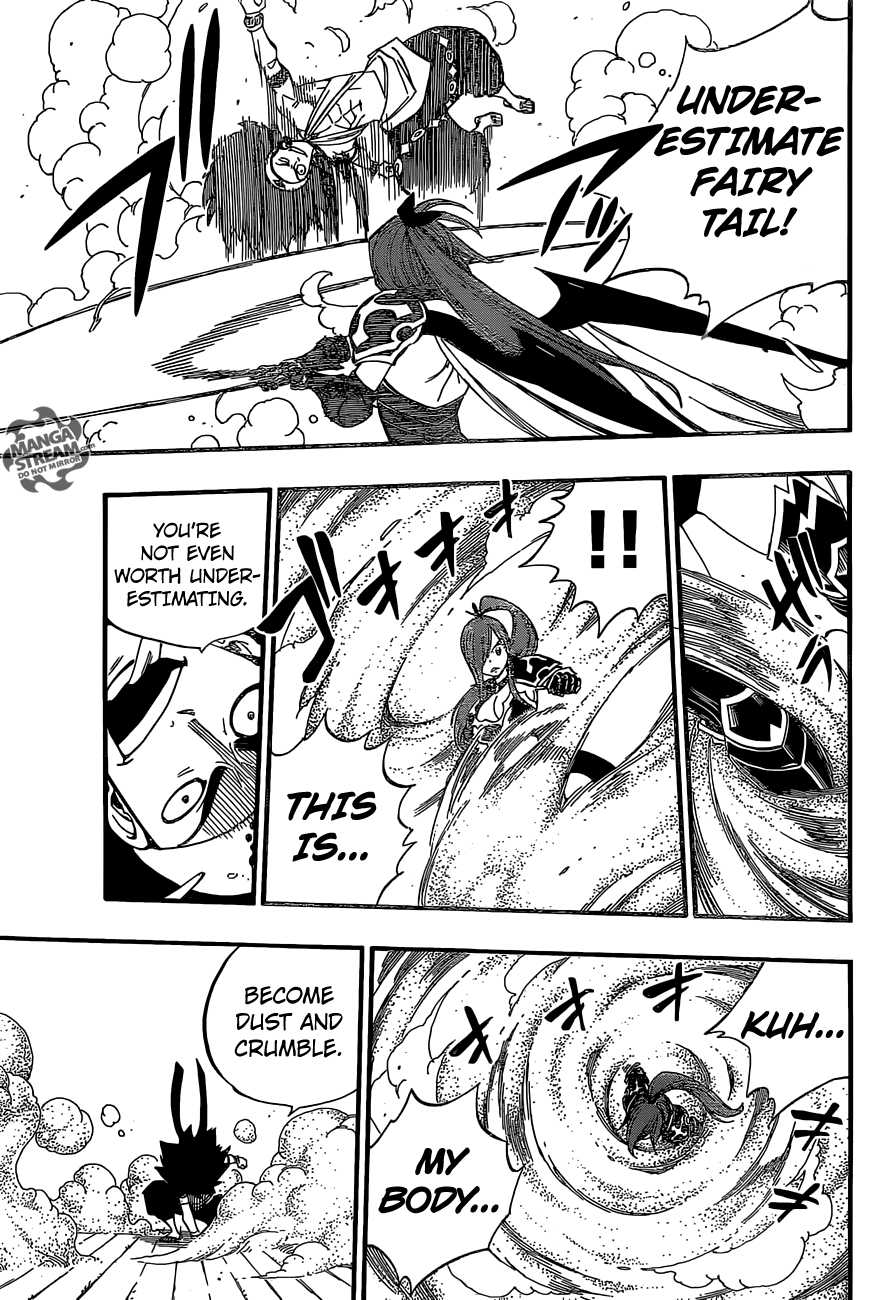 UNDER-
ESTIMATE
FAIRY
TAIL!
MANGA
STREAM.com
DO NOT MIRROR
!!
THIS
IS...
YOU'RE
NOT EVEN
WORTH UNDER-
ESTIMATING.
KUH...
MY
BODY...
BECOME
DUST AND
CRUMBLE.